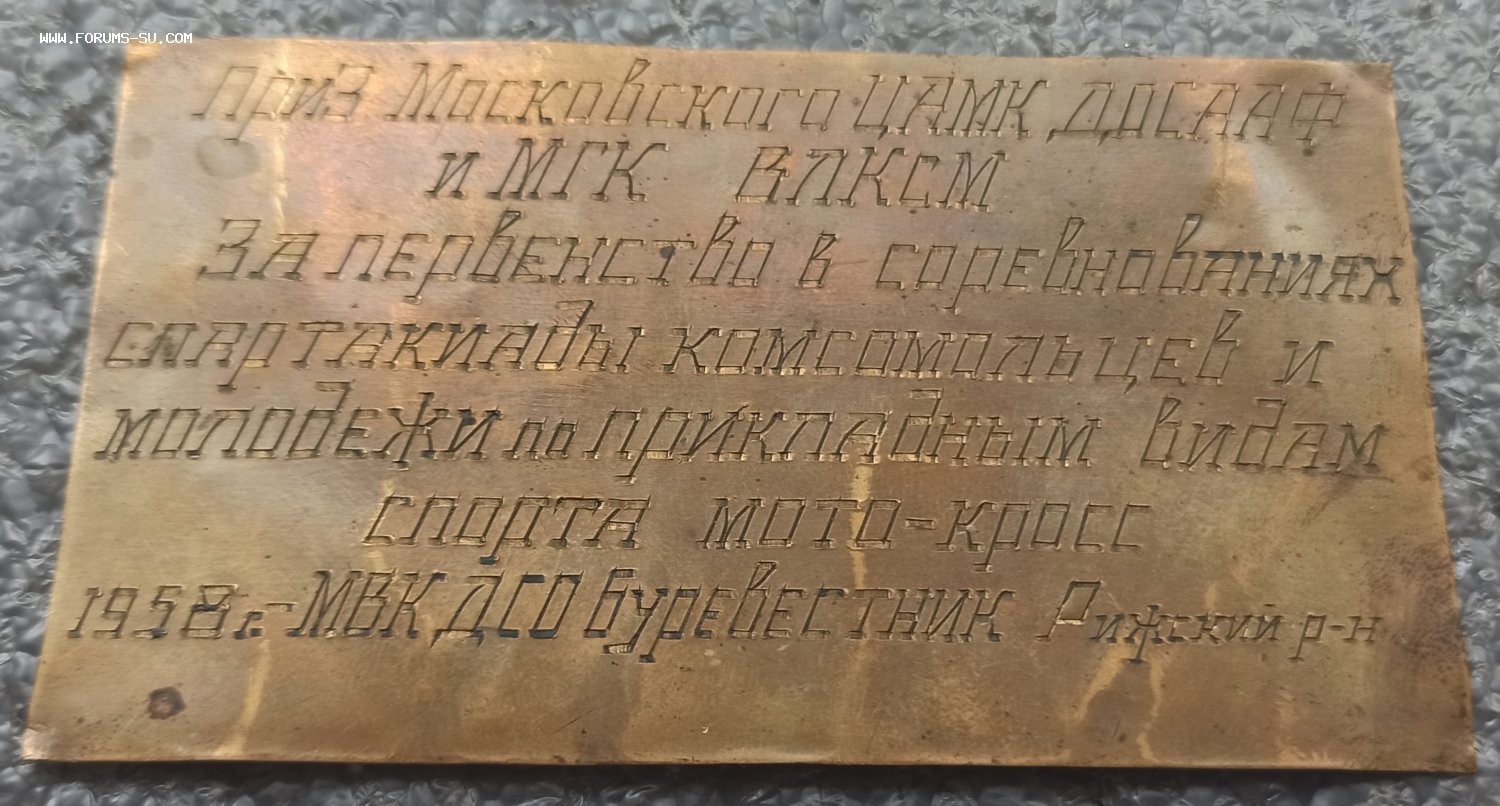 WWW.FORUMS-SU.COM
Приз Московского ЦАМК ДОСААФ
и МГК ВЛКСМ
За первенство в соревнованиях
спартакиады комсомольцев и
молодежи по прикладным видам
спорта мото-кросс
1958 г.- МВК ДСО Буревестник Рижский р-н